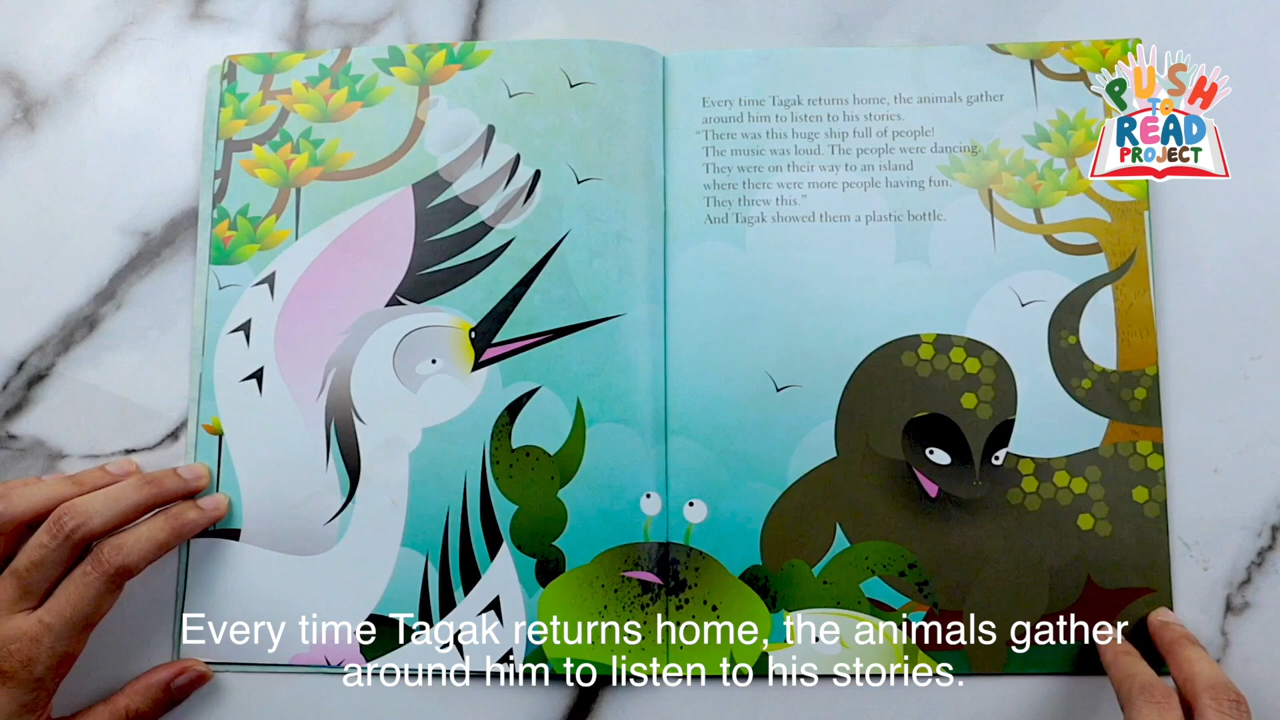 Every time Tagak returns home, the animals gather
around him to listen to his stories.
“There was this huge ship full of people!
The music was loud. The people were dancing.
They were on their way to an island
where there were more people having fun.
They threw this.”
And Tagak showed them a plastic bottle.
PUSH
TO
READ
PROJECT
Every time Tagak returns home, the animals gather
around him to listen to his stories.